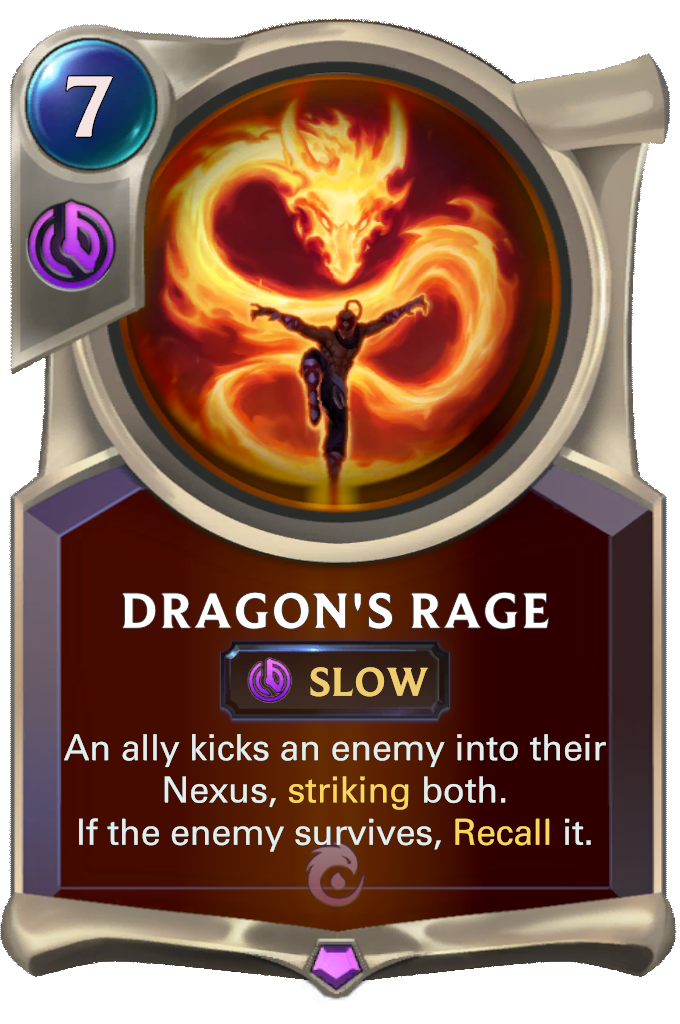 7
DRAGON'S RAGE
SLOW
An ally kicks an enemy into their
Nexus, striking both.
If the enemy survives, Recall it.